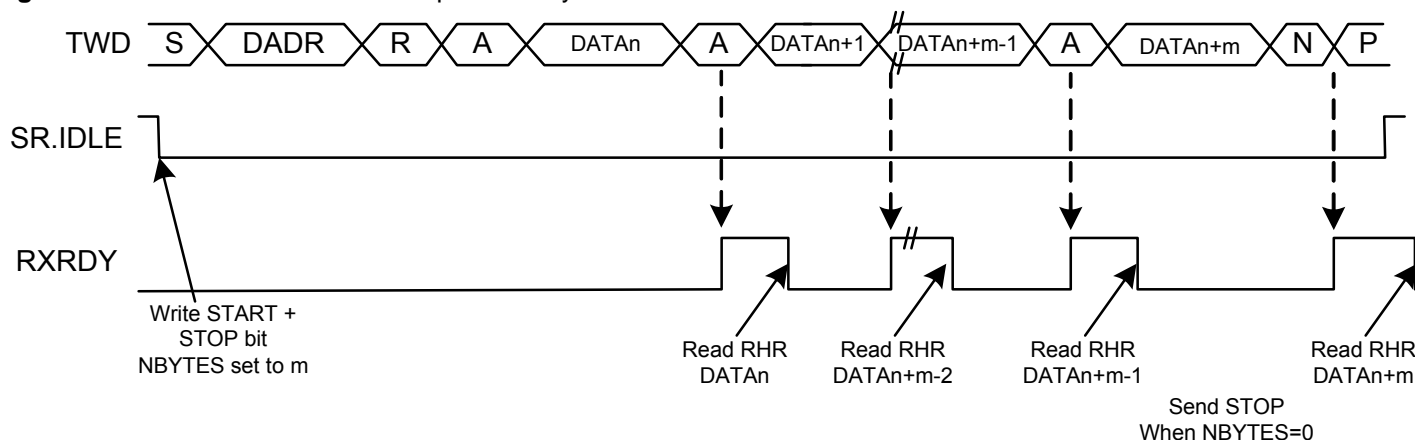 TWD S DADR R A DATAn A DATAn+1 DATAn+m-1 A DATAn+m N P
SR.IDLE
RXRDY
Write START +
STOP bit
NBYTES set to m
Read RHR
DATAn
Read RHR
DATAn+m-2
Read RHR
DATAn+m-1
Read RHR
DATAn+m
Send STOP
When NBYTES=0